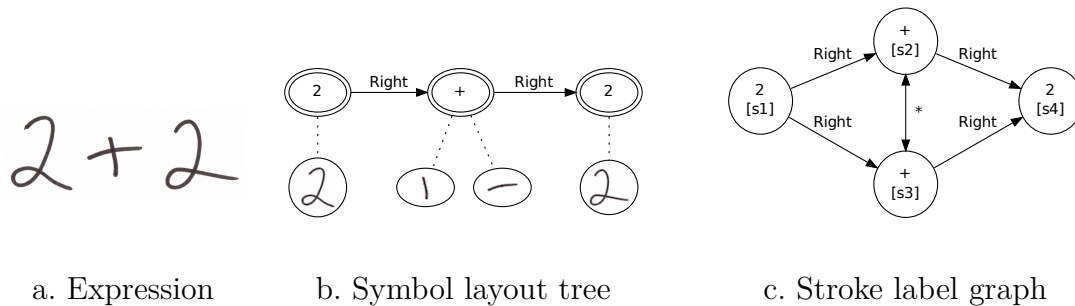 2 + 2
2 Right + Right 2
2 1 - 2
2 [s1]
Right
+ [s2]
Right
*
Right
+ [s3]
Right
2 [s4]
a. Expression
b. Symbol layout tree
c. Stroke label graph